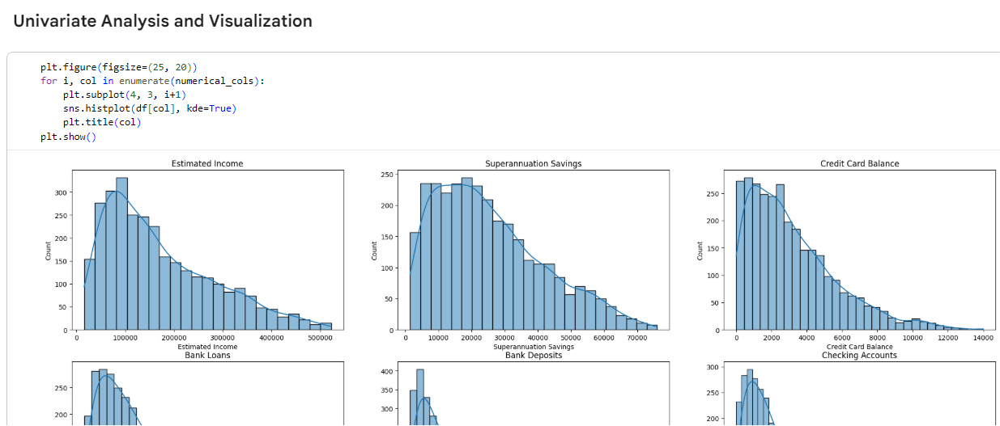 Univariate Analysis and Visualization
plt.figure(figsize=(25, 20))
for i, col in enumerate(numerical_cols):
    plt.subplot(4, 3, i+1)
    sns.histplot(df[col], kde=True)
    plt.title(col)
plt.show()
Estimated Income
Count
300
250
200
150
100
50
0
0 100000 200000 300000 400000 500000
Estimated Income
Superannuation Savings
Count
250
200
150
100
50
0
0 10000 20000 30000 40000 50000 60000 70000
Superannuation Savings
Credit Card Balance
Count
250
200
150
100
50
0
0 2000 4000 6000 8000 10000 12000 14000
Credit Card Balance
Bank Loans
250
200
Bank Deposits
400
350
300
Checking Accounts
300
250
200